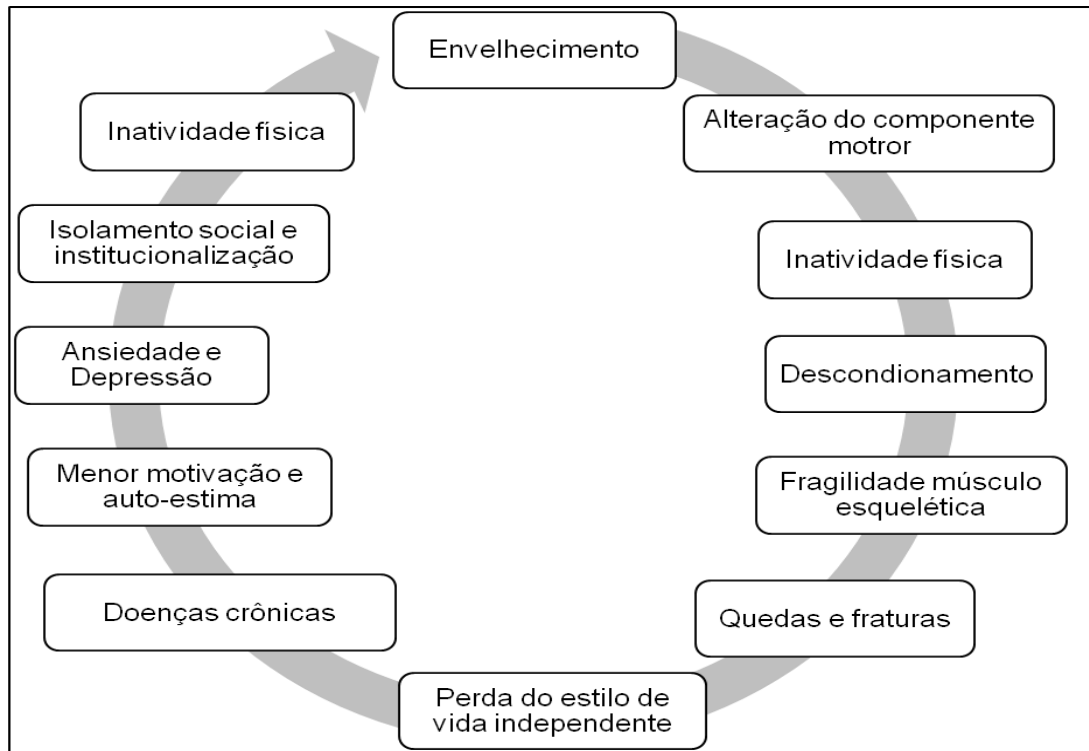 Envelhecimento
Alteração do componente
motror
Inatividade física
Descondionamento
Fragilidade músculo
esquelética
Quedas e fraturas
Perda do estilo de
vida independente
Doenças crônicas
Menor motivação e
auto-estima
Ansiedade e
Depressão
Isolamento social e
institucionalização
Inatividade física